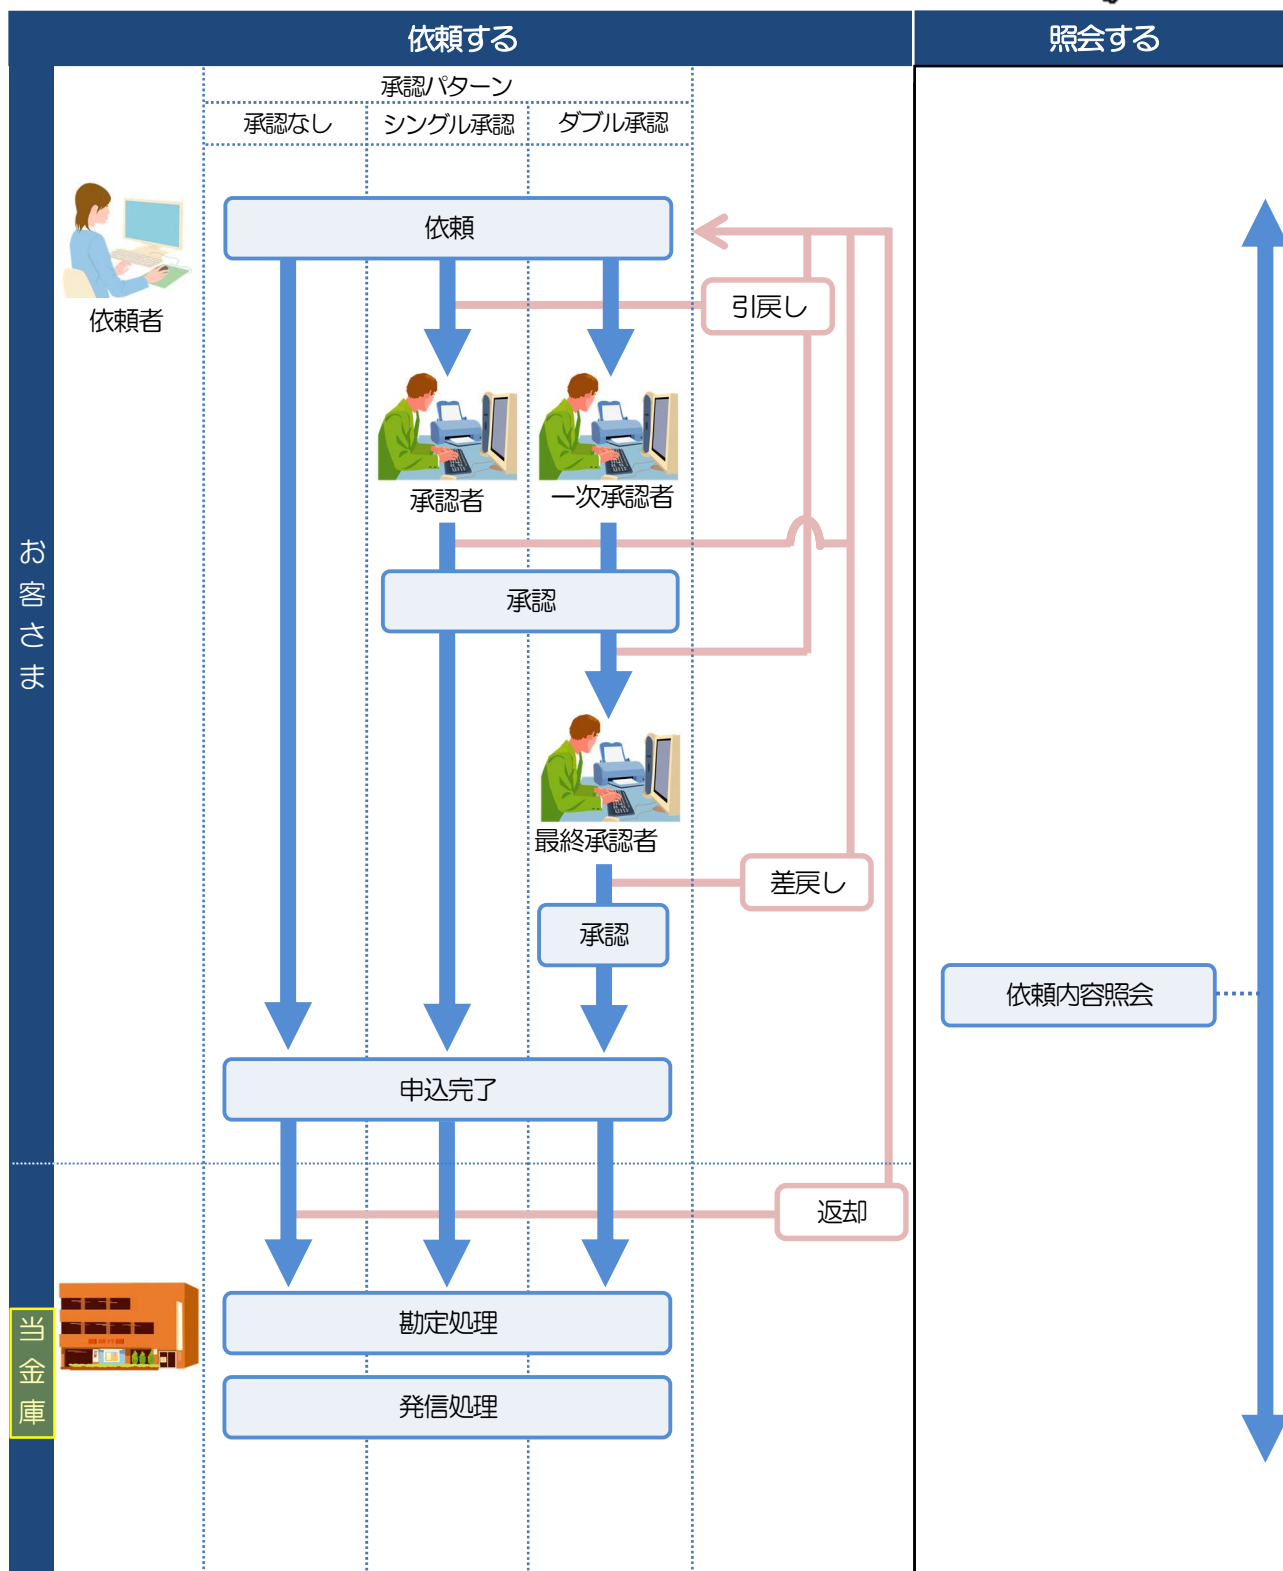 依頼する
照会する
承認パターン
承認なし
シングル承認
ダブル承認
依頼
依頼者
引戻し
承認者
一次承認者
お客さま
承認
最終承認者
差戻し
承認
依頼内容照会
申込完了
返却
当金庫
勘定処理
発信処理